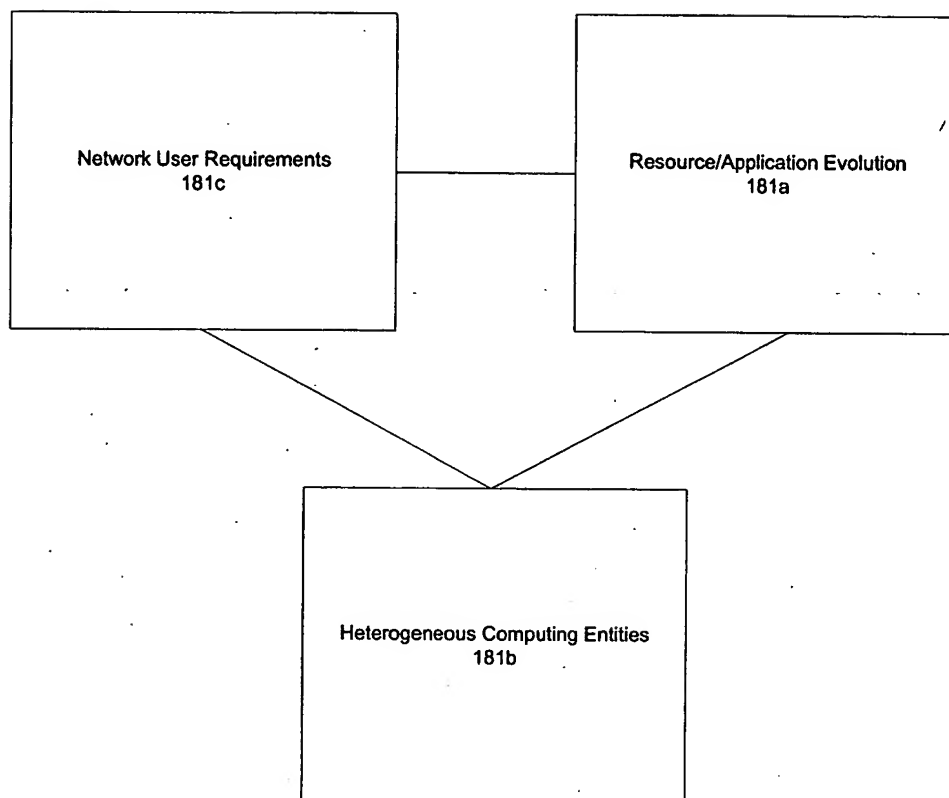 Network User Requirements
181c
Resource/Application Evolution
181a
Heterogeneous Computing Entities
181b